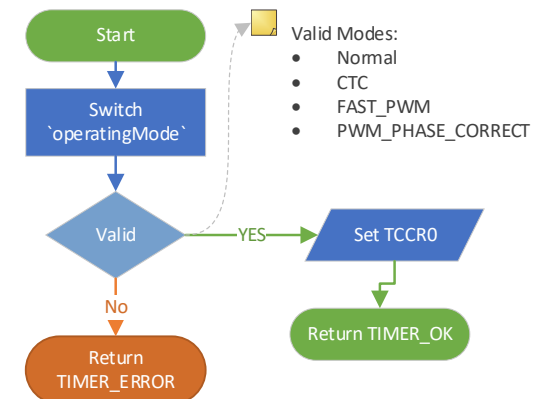 Start
Valid Modes:
• Normal
• CTC
• FAST_PWM
• PWM_PHASE_CORRECT
Switch
`operatingMode`
Valid
YES
Set TCCR0
No
Return TIMER_OK
Return
TIMER_ERROR